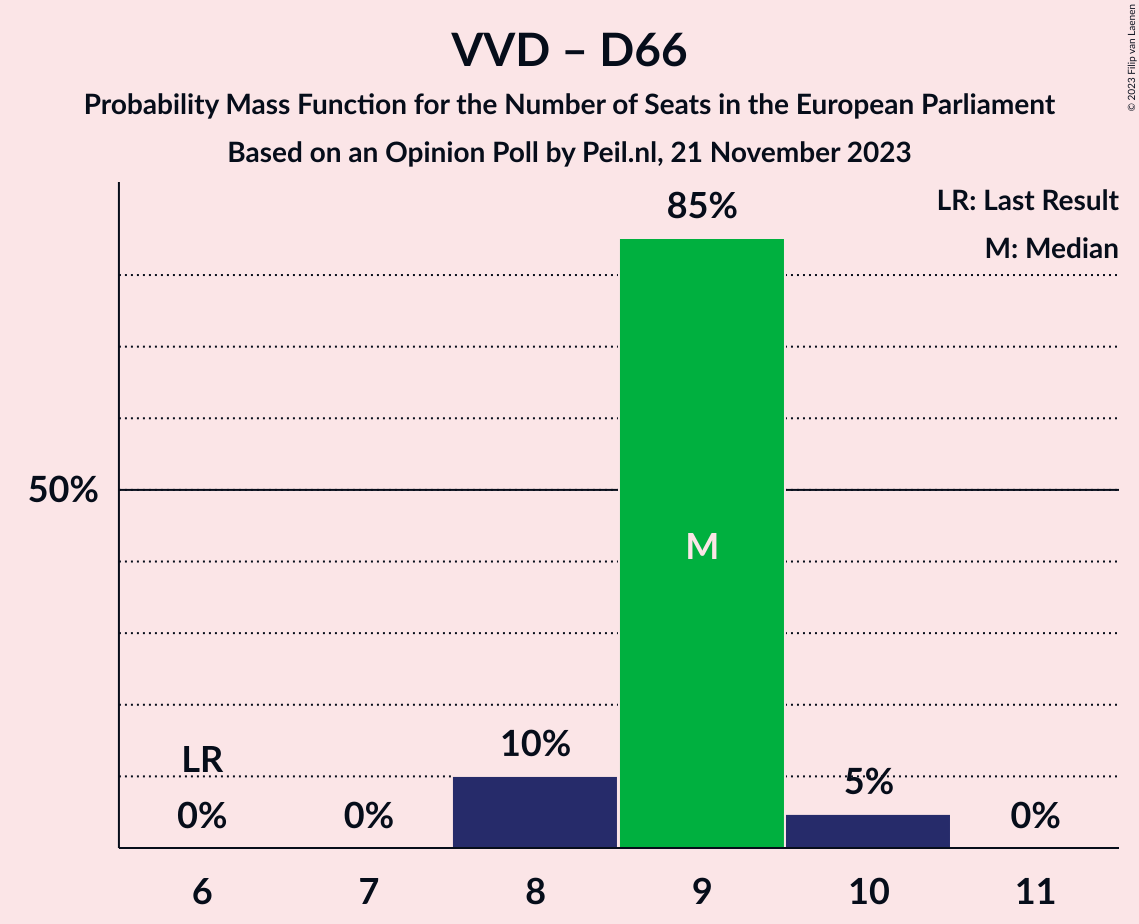 VVD – D66
Probability Mass Function for the Number of Seats in the European Parliament
Based on an Opinion Poll by Peil.nl, 21 November 2023
© 2023 Filip van Laenen
LR: Last Result
M: Median
85%
50%
M
10%
LR
5%
0%
0%
0%
6
7
8
9
10
11